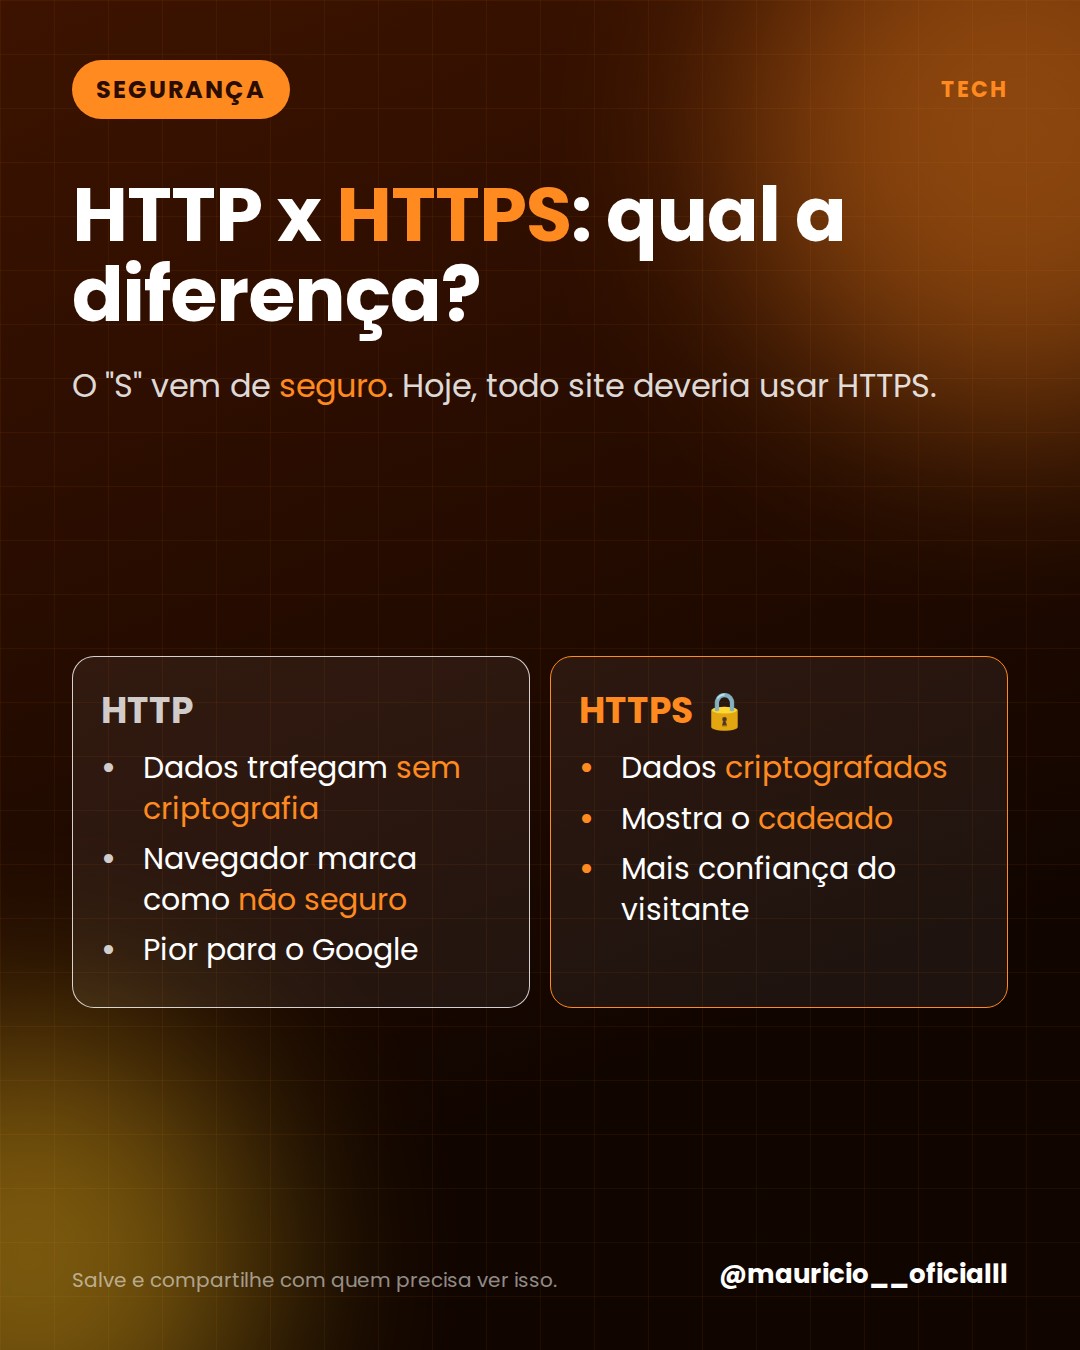 SEGURANÇA
TECH
HTTP x HTTPS: qual a
diferença?
O "S" vem de seguro. Hoje, todo site deveria usar HTTPS.
HTTP
• Dados trafegam sem
criptografia
• Navegador marca
como não seguro
• Pior para o Google
HTTPS 🔒
• Dados criptografados
• Mostra o cadeado
• Mais confiança do
visitante
Salve e compartilhe com quem precisa ver isso.
@mauricio__oficialll